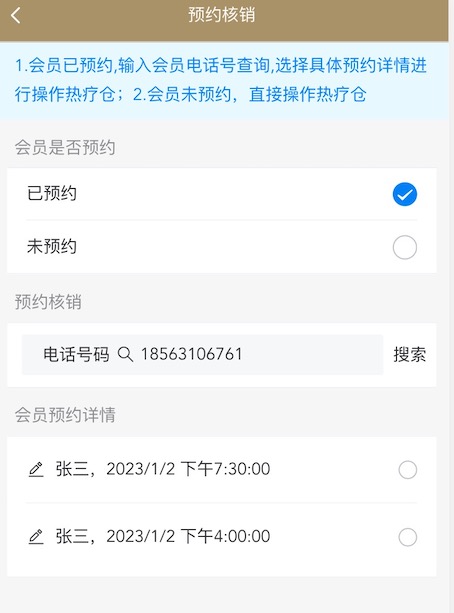 预约核销
1.会员已预约,输入会员电话号查询,选择具体预约详情进
行操作热疗仓；2.会员未预约，直接操作热疗仓
会员是否预约
已预约
未预约
预约核销
电话号码 18563106761 搜索
会员预约详情
张三，2023/1/2 下午7:30:00
张三，2023/1/2 下午4:00:00